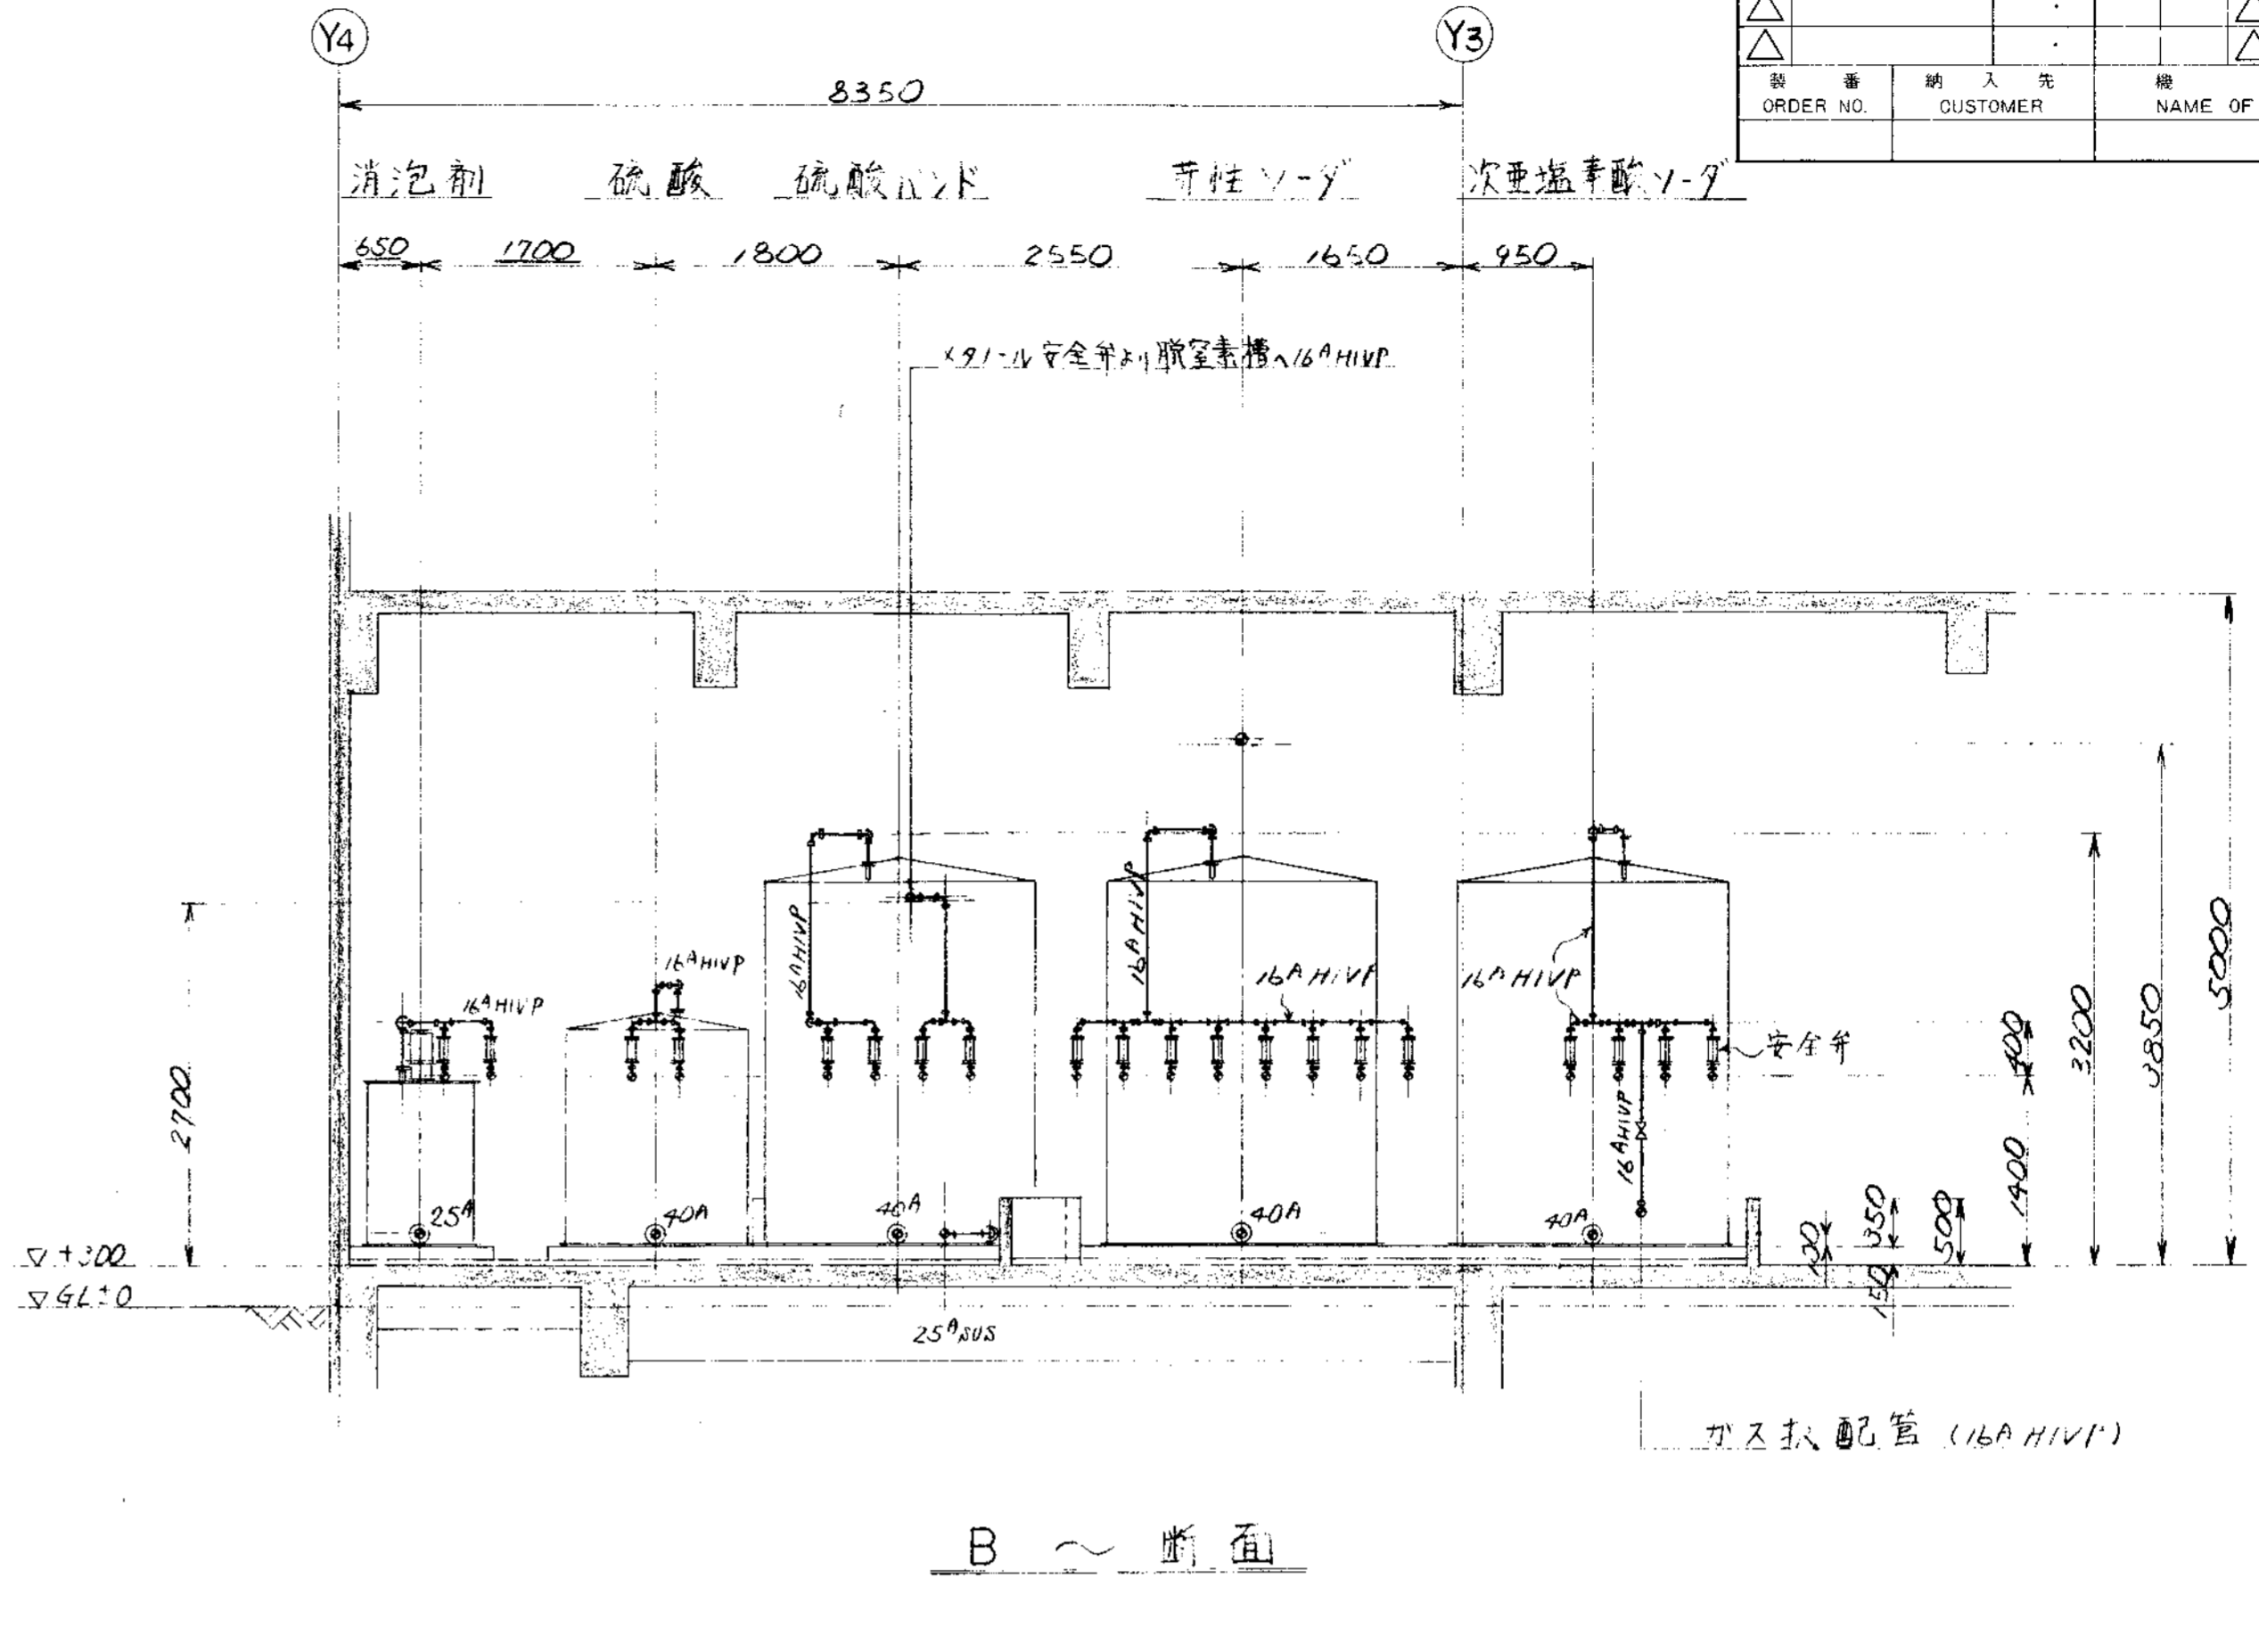 Y4
Y3
8350
製番
ORDER NO.
納入先
CUSTOMER
機
NAME OF
消泡剤
硫酸
硫酸バンド
苛性ソーダ
次亜塩素酸ソーダ
650
1700
1800
2550
1650
950
メタノール安全弁より脱窒素槽へ16A HIVP
16A HIVP
16A HIVP
16A HIVP
16A HIVP
16A HIVP
16A HIVP
安全弁
16A HIVP
2700
400
1400
3200
3850
5000
25A
40A
40A
40A
40A
100
350
500
150
▽+300
▽GL±0
25A SUS
ガス抜配管(16A HIVP)
B ～ 断面